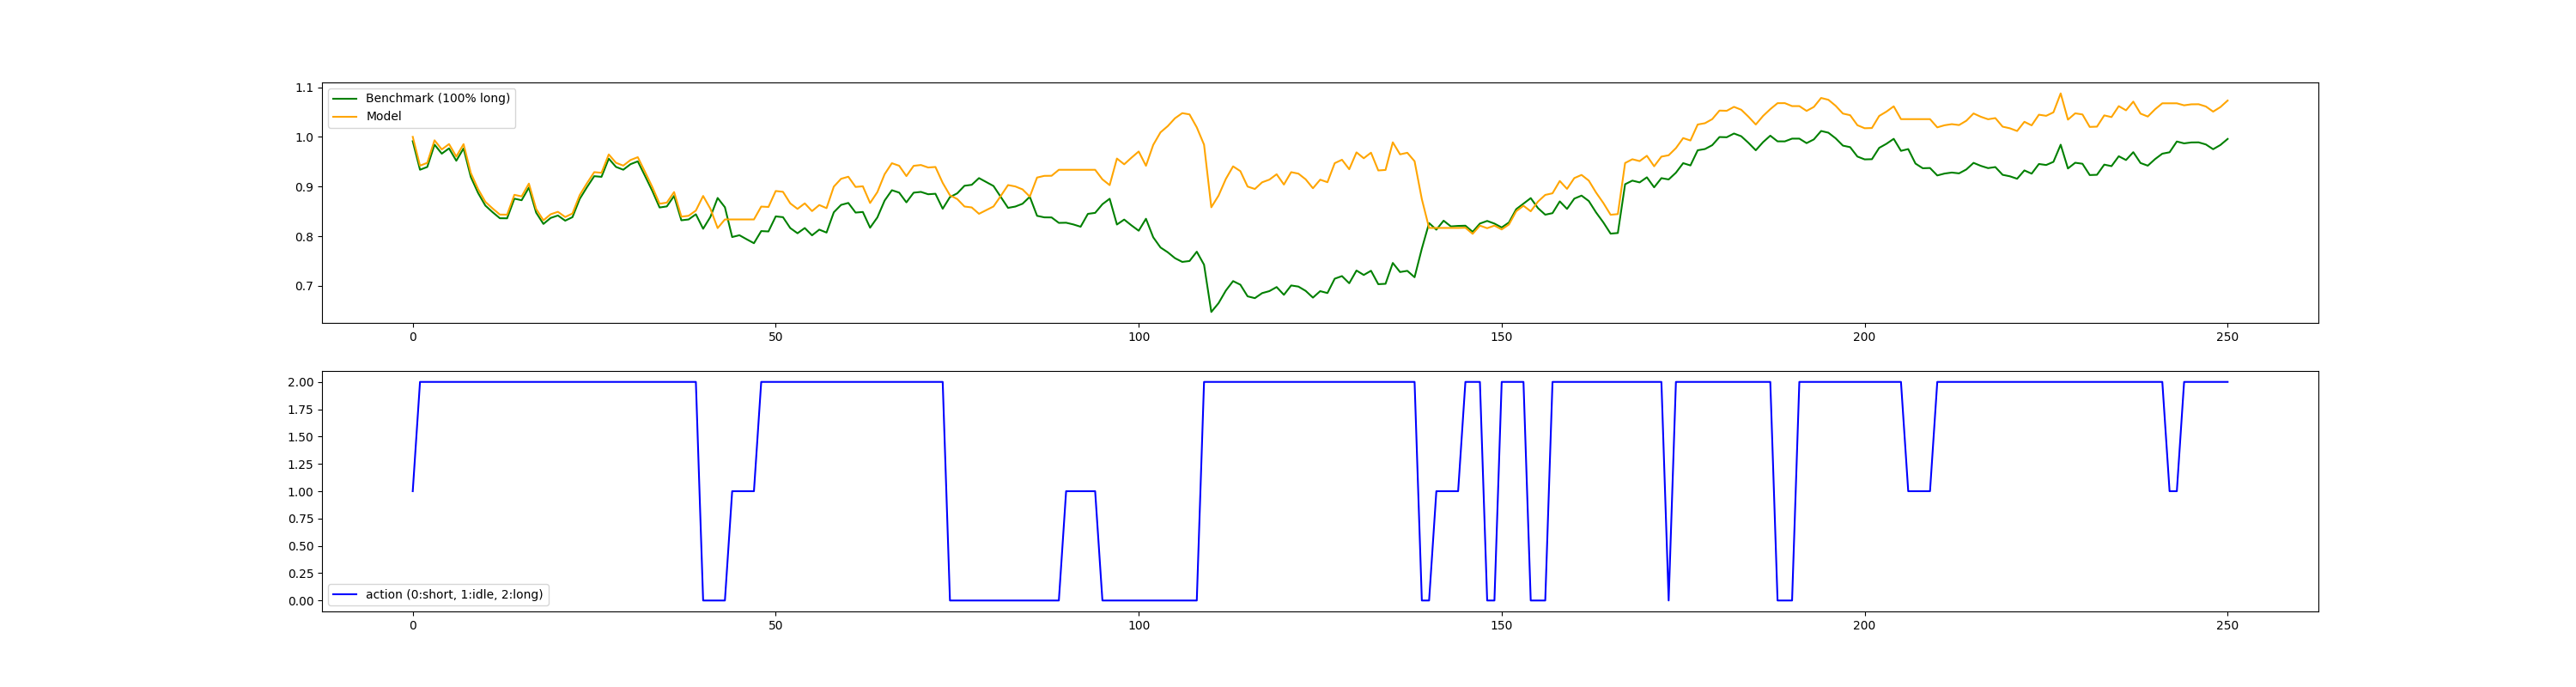 1.1
1.0
0.9
0.8
0.7
Benchmark (100% long)
Model
0 50 100 150 200 250
2.00
1.75
1.50
1.25
1.00
0.75
0.50
0.25
0.00
action (0:short, 1:idle, 2:long)
0 50 100 150 200 250